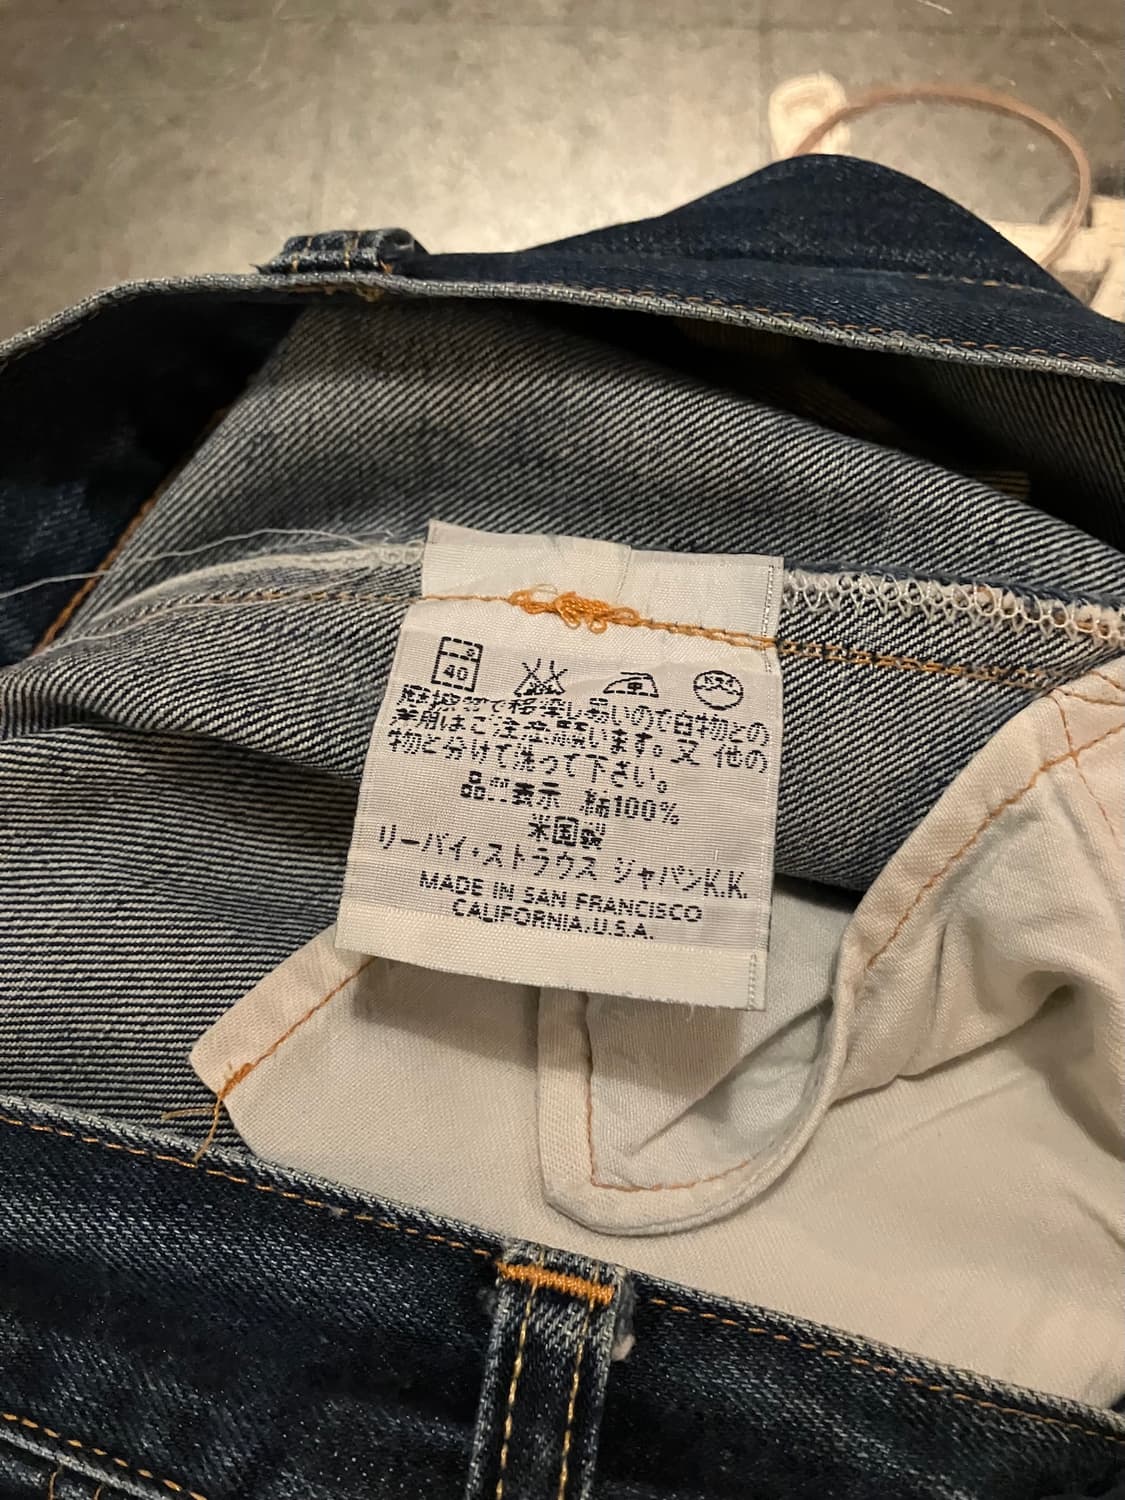 40
摩擦等で移染し易いので白物との
着用はご注意願います。又 他の
物と分けて洗って下さい。
品質表示 綿100%
米国製
リーバイ・ストラウス ジャパンK.K.
MADE IN SAN FRANCISCO
CALIFORNIA,U.S.A.